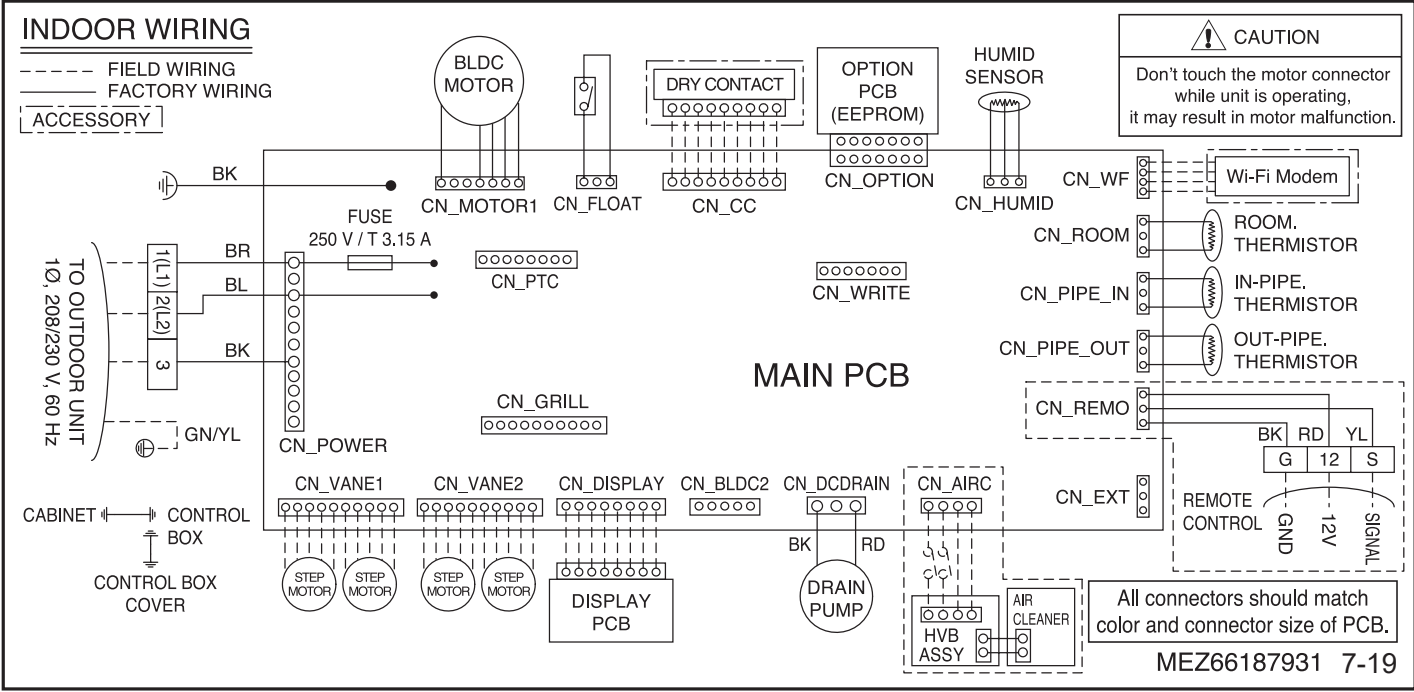 INDOOR WIRING
FIELD WIRING
FACTORY WIRING
ACCESSORY
BLDC
MOTOR
DRY CONTACT
OPTION
PCB
(EEPROM)
HUMID
SENSOR
CAUTION
Don't touch the motor connector
while unit is operating,
it may result in motor malfunction.
BK
CN_MOTOR1
CN_FLOAT
CN_CC
CN_OPTION
CN_HUMID
CN_WF
Wi-Fi Modem
FUSE
250 V / T 3.15 A
CN_ROOM
ROOM.
THERMISTOR
TO OUTDOOR UNIT
1Ø, 208/230 V, 60 Hz
1(L1)
2(L2)
3
BR
BL
BK
GN/YL
CN_POWER
CN_PTC
CN_WRITE
CN_PIPE_IN
IN-PIPE.
THERMISTOR
CN_PIPE_OUT
OUT-PIPE.
THERMISTOR
MAIN PCB
CN_GRILL
CN_REMO
BK RD YL
G 12 S
REMOTE
CONTROL
GND
12V
SIGNAL
CN_VANE1
CN_VANE2
CN_DISPLAY
CN_BLDC2
CN_DCDRAIN
CN_AIRC
CN_EXT
CABINET
CONTROL
BOX
CONTROL BOX
COVER
STEP
MOTOR
STEP
MOTOR
STEP
MOTOR
STEP
MOTOR
DISPLAY
PCB
BK RD
DRAIN
PUMP
HVB
ASSY
AIR
CLEANER
All connectors should match
color and connector size of PCB.
MEZ66187931 7-19